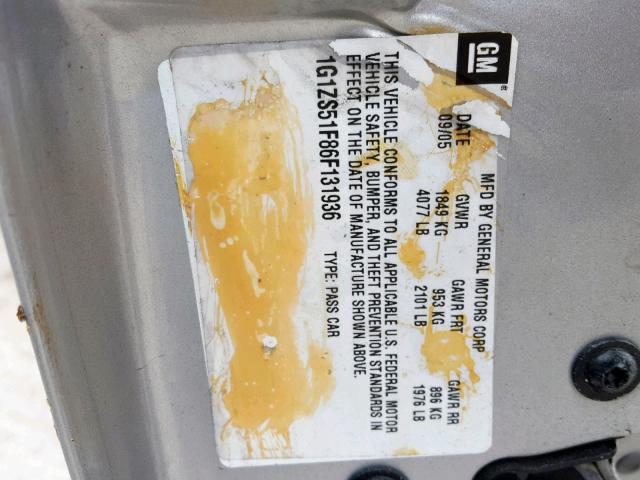 GM
MFD BY GENERAL MOTORS CORP
DATE GVWR GAWR FRT GAWR RR
09/05 1849 KG 953 KG 896 KG
4077 LB 2101 LB 1976 LB
THIS VEHICLE CONFORMS TO ALL APPLICABLE U.S. FEDERAL MOTOR
VEHICLE SAFETY, BUMPER, AND THEFT PREVENTION STANDARDS IN
EFFECT ON THE DATE OF MANUFACTURE SHOWN ABOVE.
1G1ZS51F86F131936 TYPE: PASS CAR